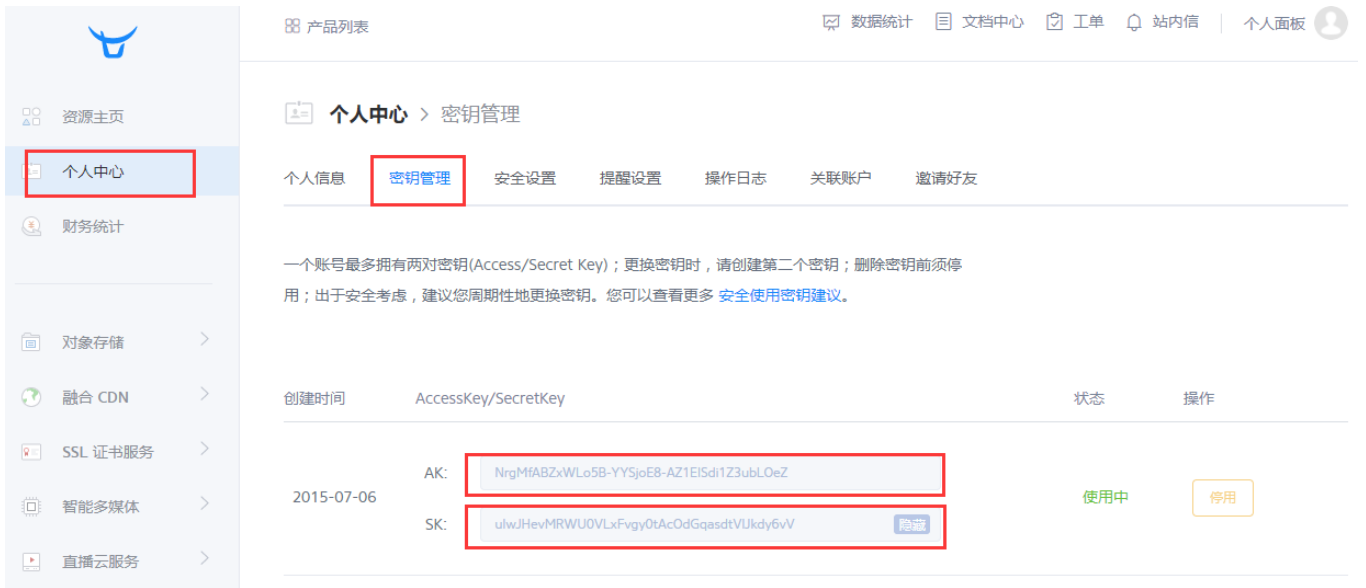 产品列表
数据统计 文档中心 工单 站内信 个人面板
资源主页
个人中心 > 密钥管理
个人中心
个人信息 密钥管理 安全设置 提醒设置 操作日志 关联账户 邀请好友
财务统计
一个账号最多拥有两对密钥(Access/Secret Key)；更换密钥时，请创建第二个密钥；删除密钥前须停
用；出于安全考虑，建议您周期性地更换密钥。您可以查看更多 安全使用密钥建议。
对象存储
融合 CDN
创建时间 AccessKey/SecretKey 状态 操作
SSL 证书服务
AK: NrgMfABZxWLo5B-YYSjoE8-AZ1EISdi1Z3ubLOeZ
智能多媒体
2015-07-06 使用中 停用
SK: uIwJHevMRWU0VLxFvgy0tAcOdGqasdtVUkdy6vV 隐藏
直播云服务